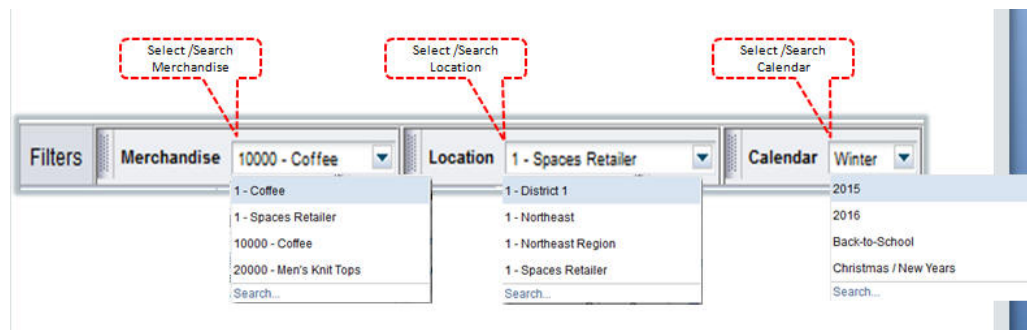 Select /Search
Merchandise
Select /Search
Location
Select /Search
Calendar
Filters Merchandise 10000 - Coffee Location 1 - Spaces Retailer Calendar Winter
1 - Coffee
1 - Spaces Retailer
10000 - Coffee
20000 - Men's Knit Tops
Search...
1 - District 1
1 - Northeast
1 - Northeast Region
1 - Spaces Retailer
Search...
2015
2016
Back-to-School
Christmas / New Years
Search...